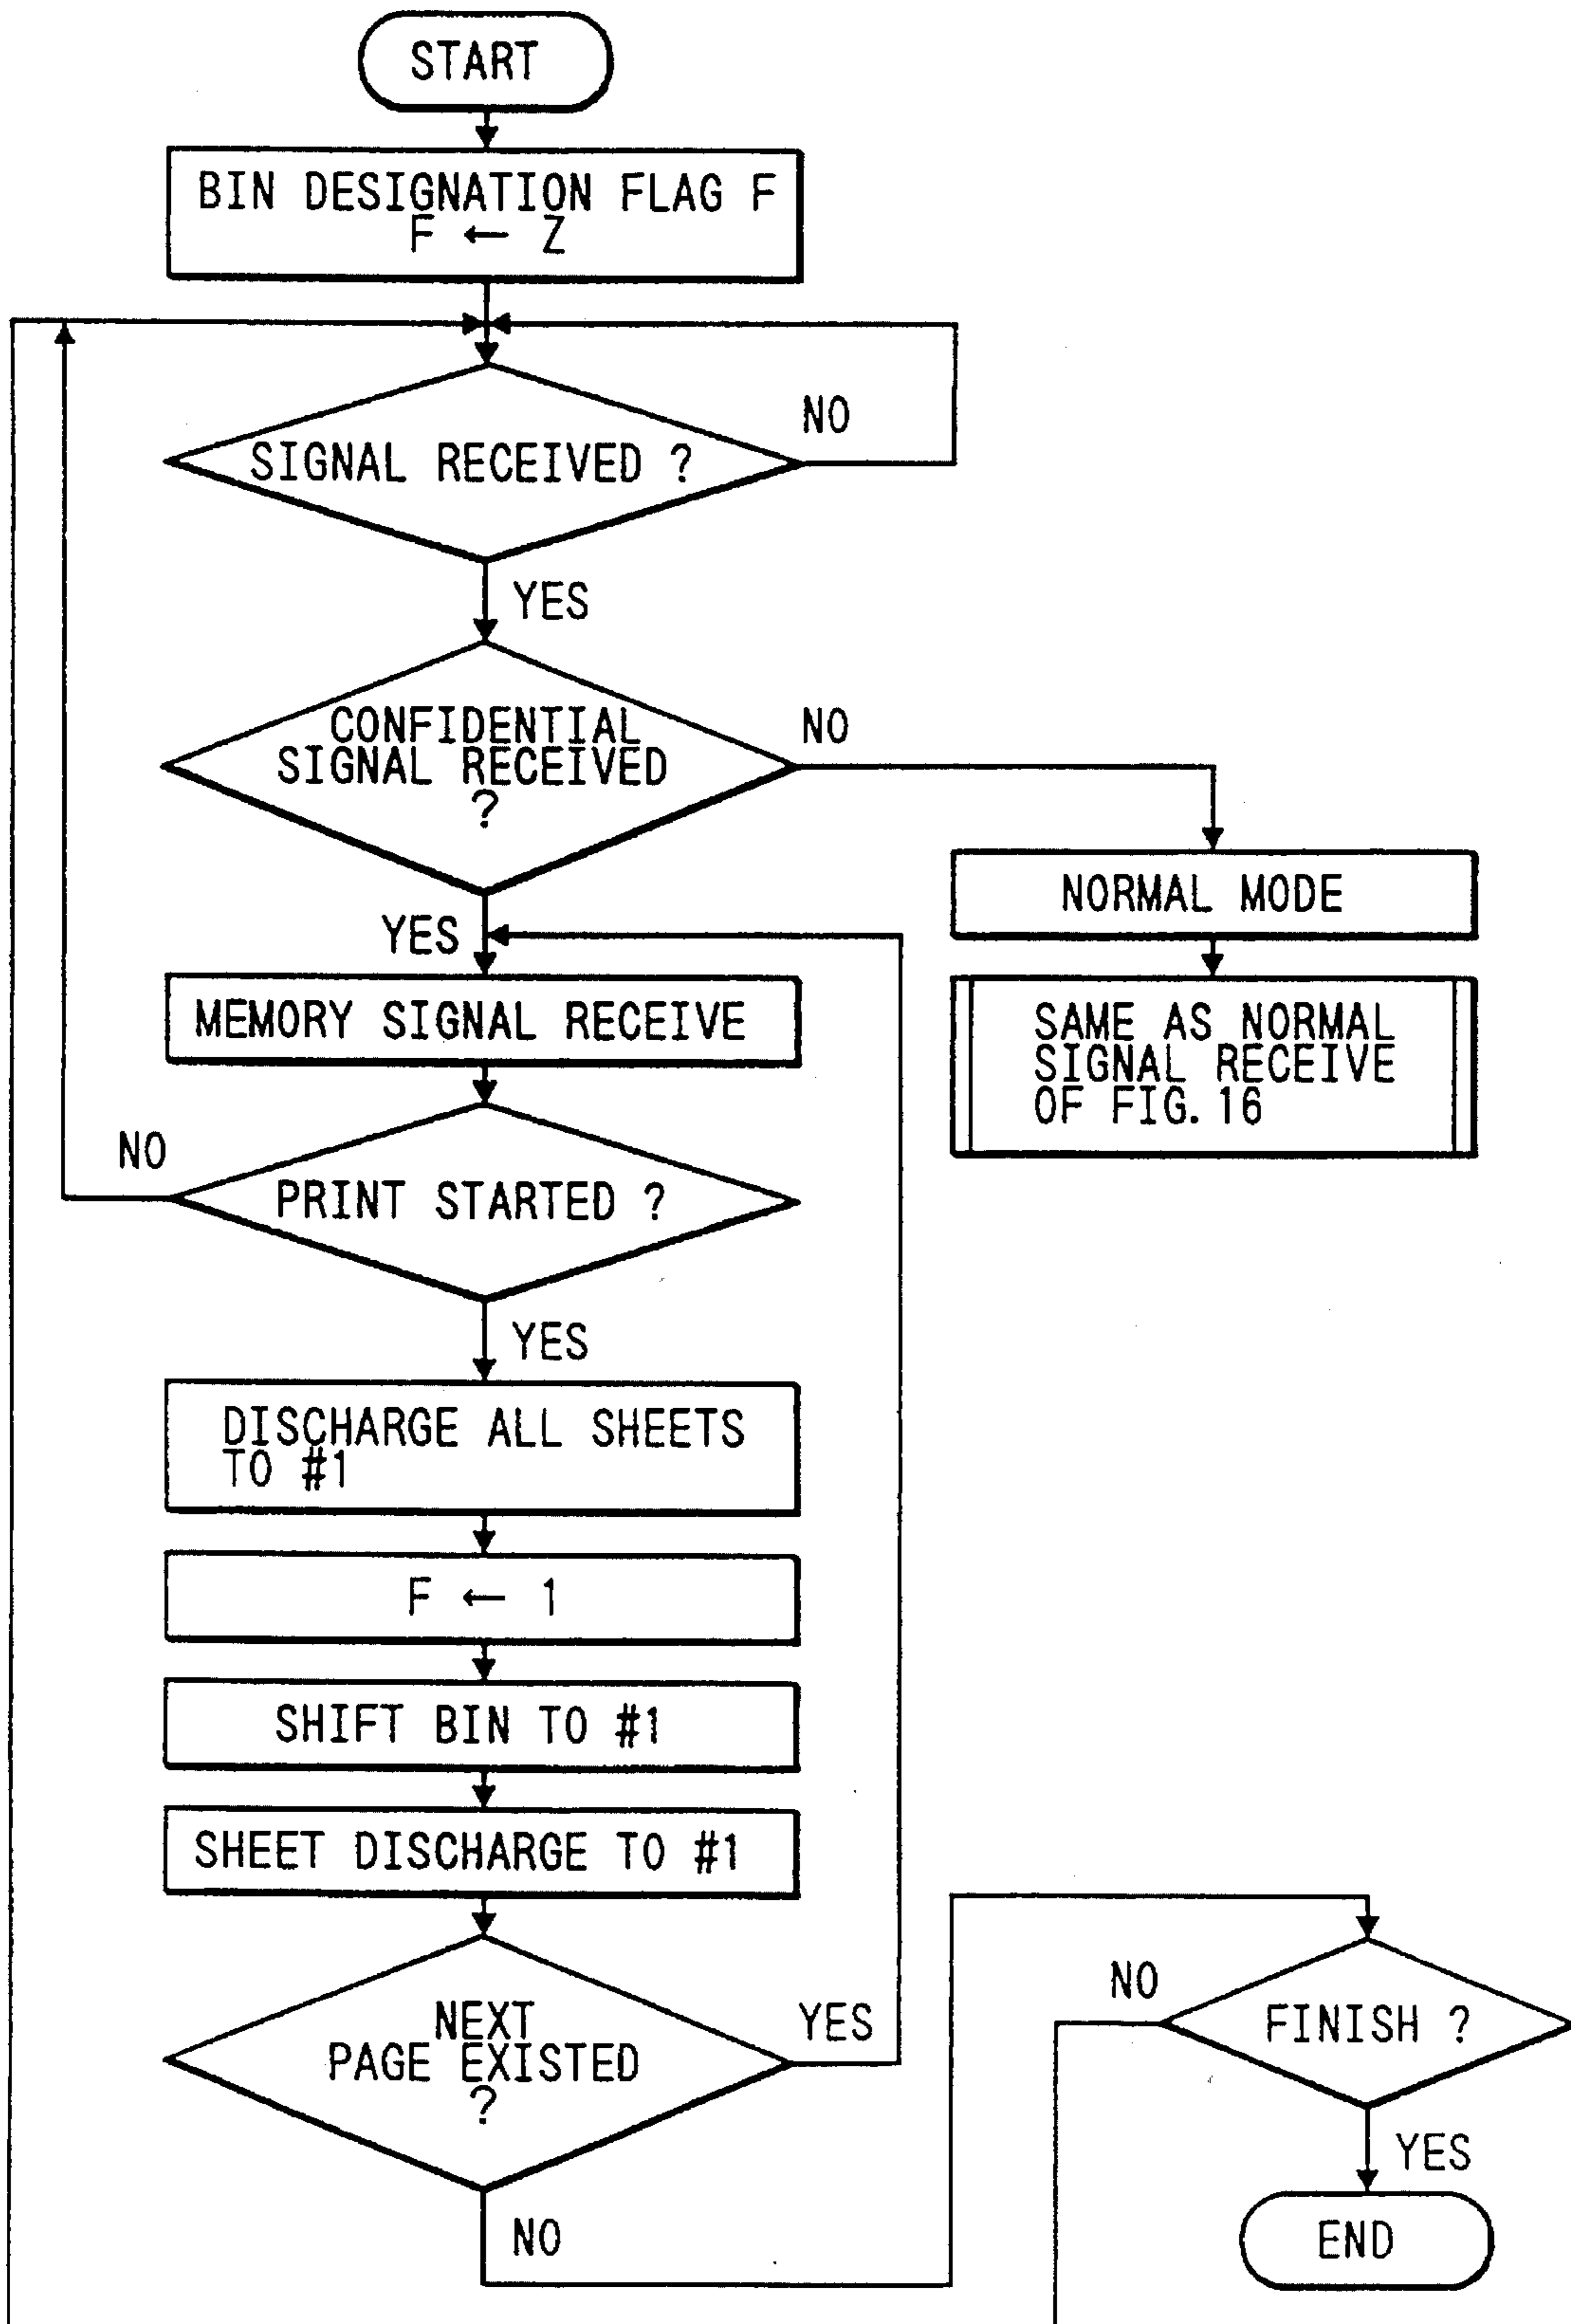 START
BIN DESIGNATION FLAG F
F ← Z
NO
SIGNAL RECEIVED ?
YES
CONFIDENTIAL
SIGNAL RECEIVED
?
NO
NORMAL MODE
SAME AS NORMAL
SIGNAL RECEIVE
OF FIG. 16
YES
MEMORY SIGNAL RECEIVE
NO
PRINT STARTED ?
YES
DISCHARGE ALL SHEETS
TO #1
F ← 1
SHIFT BIN TO #1
SHEET DISCHARGE TO #1
NEXT
PAGE EXISTED
?
YES
NO
NO
FINISH ?
YES
END